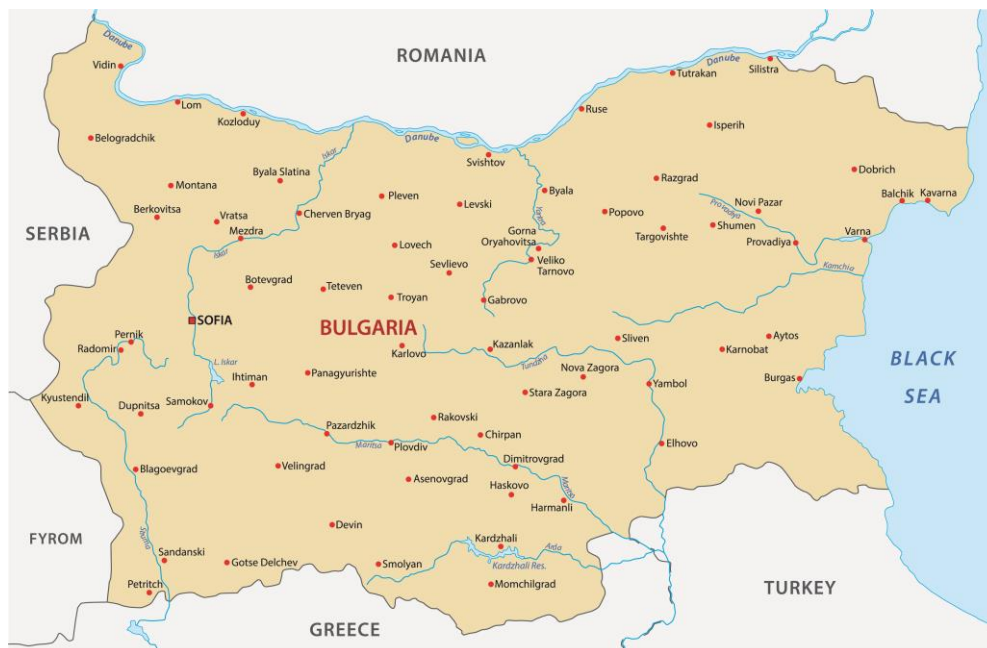 Danube
ROMANIA
Vidin
Danube
Silistra
Tutrakan
Lom
Kozloduy
Ruse
Isperih
Belogradchik
Danube
Iskar
Svishtov
Dobrich
Byala Slatina
Razgrad
Montana
Pleven
Byala
Balchik
Kavarna
Levski
Novi Pazar
Provadiya
Berkovitsa
Vratsa
Cherven Bryag
Yantra
Popovo
Shumen
SERBIA
Mezdra
Gorna
Oryahovitsa
Targovishte
Provadiya
Varna
Iskar
Lovech
Veliko
Tarnovo
Kamchia
Sevlievo
Botevgrad
Teteven
Troyan
Gabrovo
SOFIA
BULGARIA
Pernik
Radomir
Karlovo
Kazanlak
Sliven
Aytos
Karnobat
BLACK
SEA
L. Iskar
Tundzha
Nova Zagora
Ihtiman
Panagyurishte
Burgas
Yambol
Kyustendil
Dupnitsa
Samokov
Stara Zagora
Rakovski
Pazardzhik
Chirpan
Maritsa
Plovdiv
Elhovo
Dimitrovgrad
Blagoevgrad
Velingrad
Asenovgrad
Haskovo
Maritsa
Harmanli
Devin
Struma
FYROM
Kardzhali
Arda
Sandanski
Gotse Delchev
Smolyan
Kardzhali Res.
Momchilgrad
Petritch
TURKEY
GREECE